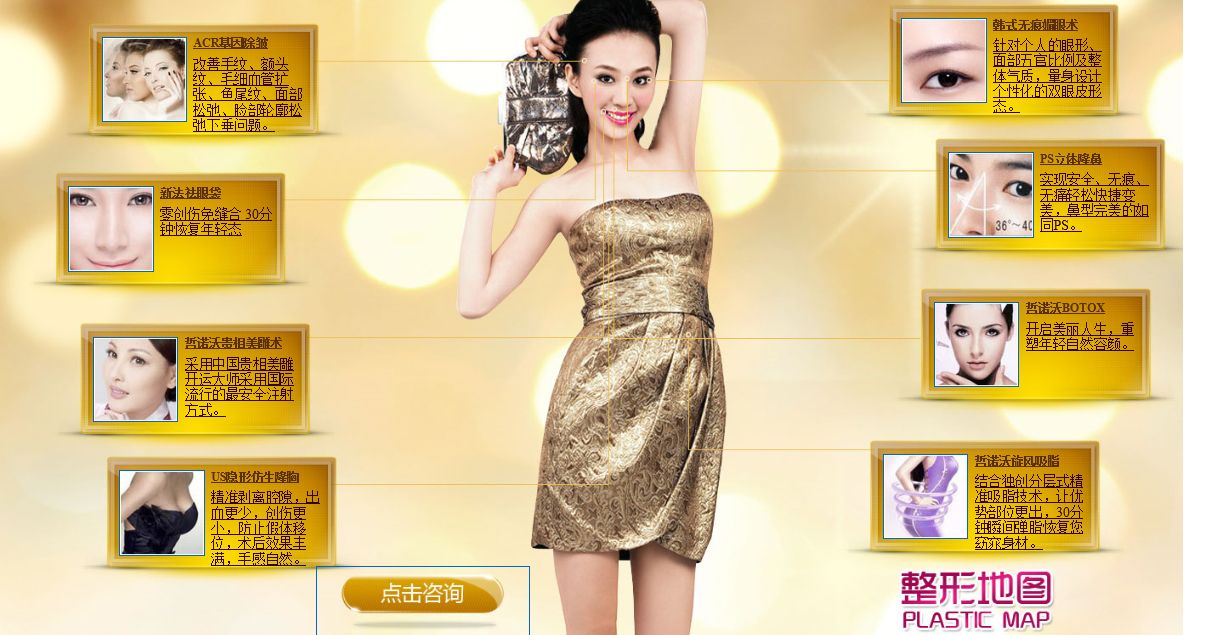 ACR基因除皱
改善手纹、额头
纹、毛细血管扩
张、鱼尾纹、面部
松弛、脸部轮廓松
弛下垂问题。
新法祛眼袋
零创伤免缝合 30分
钟恢复年轻态
哲诺沃贵相美雕术
采用中国贵相美雕
开运大师采用国际
流行的最安全注射
方式。
US隐形仿生隆胸
精准剥离腔隙，出
血更少，创伤更
小，防止假体移
位，术后效果丰
满，手感自然。
点击咨询
韩式无痕媚眼术
针对个人的眼形、
面部五官比例及整
体气质，量身设计
个性化的双眼皮形
态。
PS立体隆鼻
实现安全、无痕、
无痛轻松快捷变
美，鼻型完美的如
同PS。
36°~40
哲诺沃BOTOX
开启美丽人生，重
塑年轻自然容颜。
哲诺沃旋风吸脂
结合独创分层式精
准吸脂技术，让优
势部位更出，30分
钟瞬间弹脂恢复您
窈窕身材。
整形地图
PLASTIC MAP